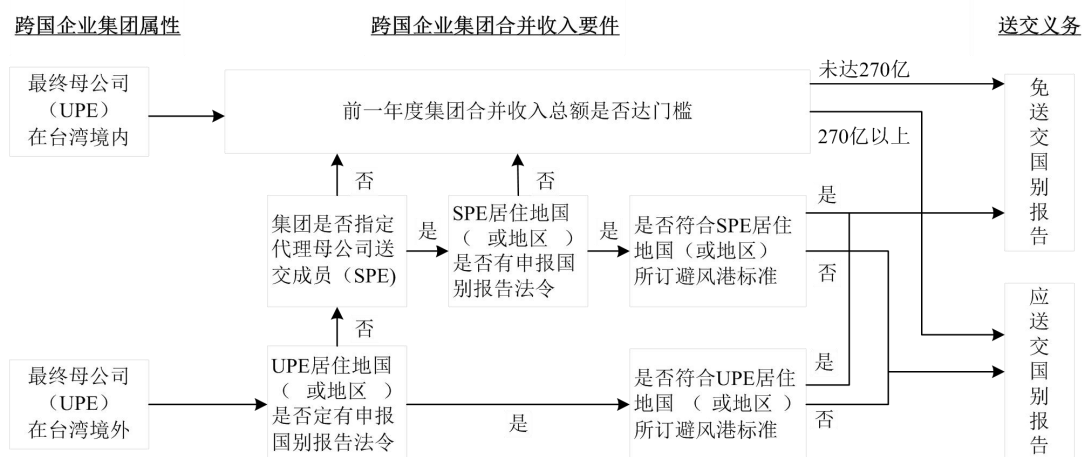 跨国企业集团属性
跨国企业集团合并收入要件
送交义务
最终母公司
（UPE）
在台湾境内
前一年度集团合并收入总额是否达门槛
未达270亿
270亿以上
免
送
交
国
别
报
告
否
否
集团是否指定
代理母公司送
交成员（SPE)
是
SPE居住地国
（ 或地区 ）
是否有申报国
别报告法令
是
是否符合SPE居住
地国（或地区）
所订避风港标准
是
否
否
最终母公司
（UPE）
在台湾境外
UPE居住地国
（ 或地区 ）
是否定有申报
国别报告法令
是
是否符合UPE居住
地国 （ 或地区 ）
所订避风港标准
是
否
应
送
交
国
别
报
告